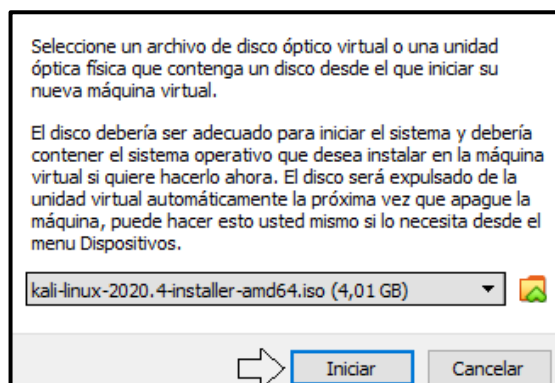 Seleccione un archivo de disco óptico virtual o una unidad
óptica física que contenga un disco desde el que iniciar su
nueva máquina virtual.
El disco debería ser adecuado para iniciar el sistema y debería
contener el sistema operativo que desea instalar en la máquina
virtual si quiere hacerlo ahora. El disco será expulsado de la
unidad virtual automáticamente la próxima vez que apague la
máquina, puede hacer esto usted mismo si lo necesita desde el
menu Dispositivos.
kali-linux-2020.4-installer-amd64.iso (4,01 GB)
Iniciar Cancelar